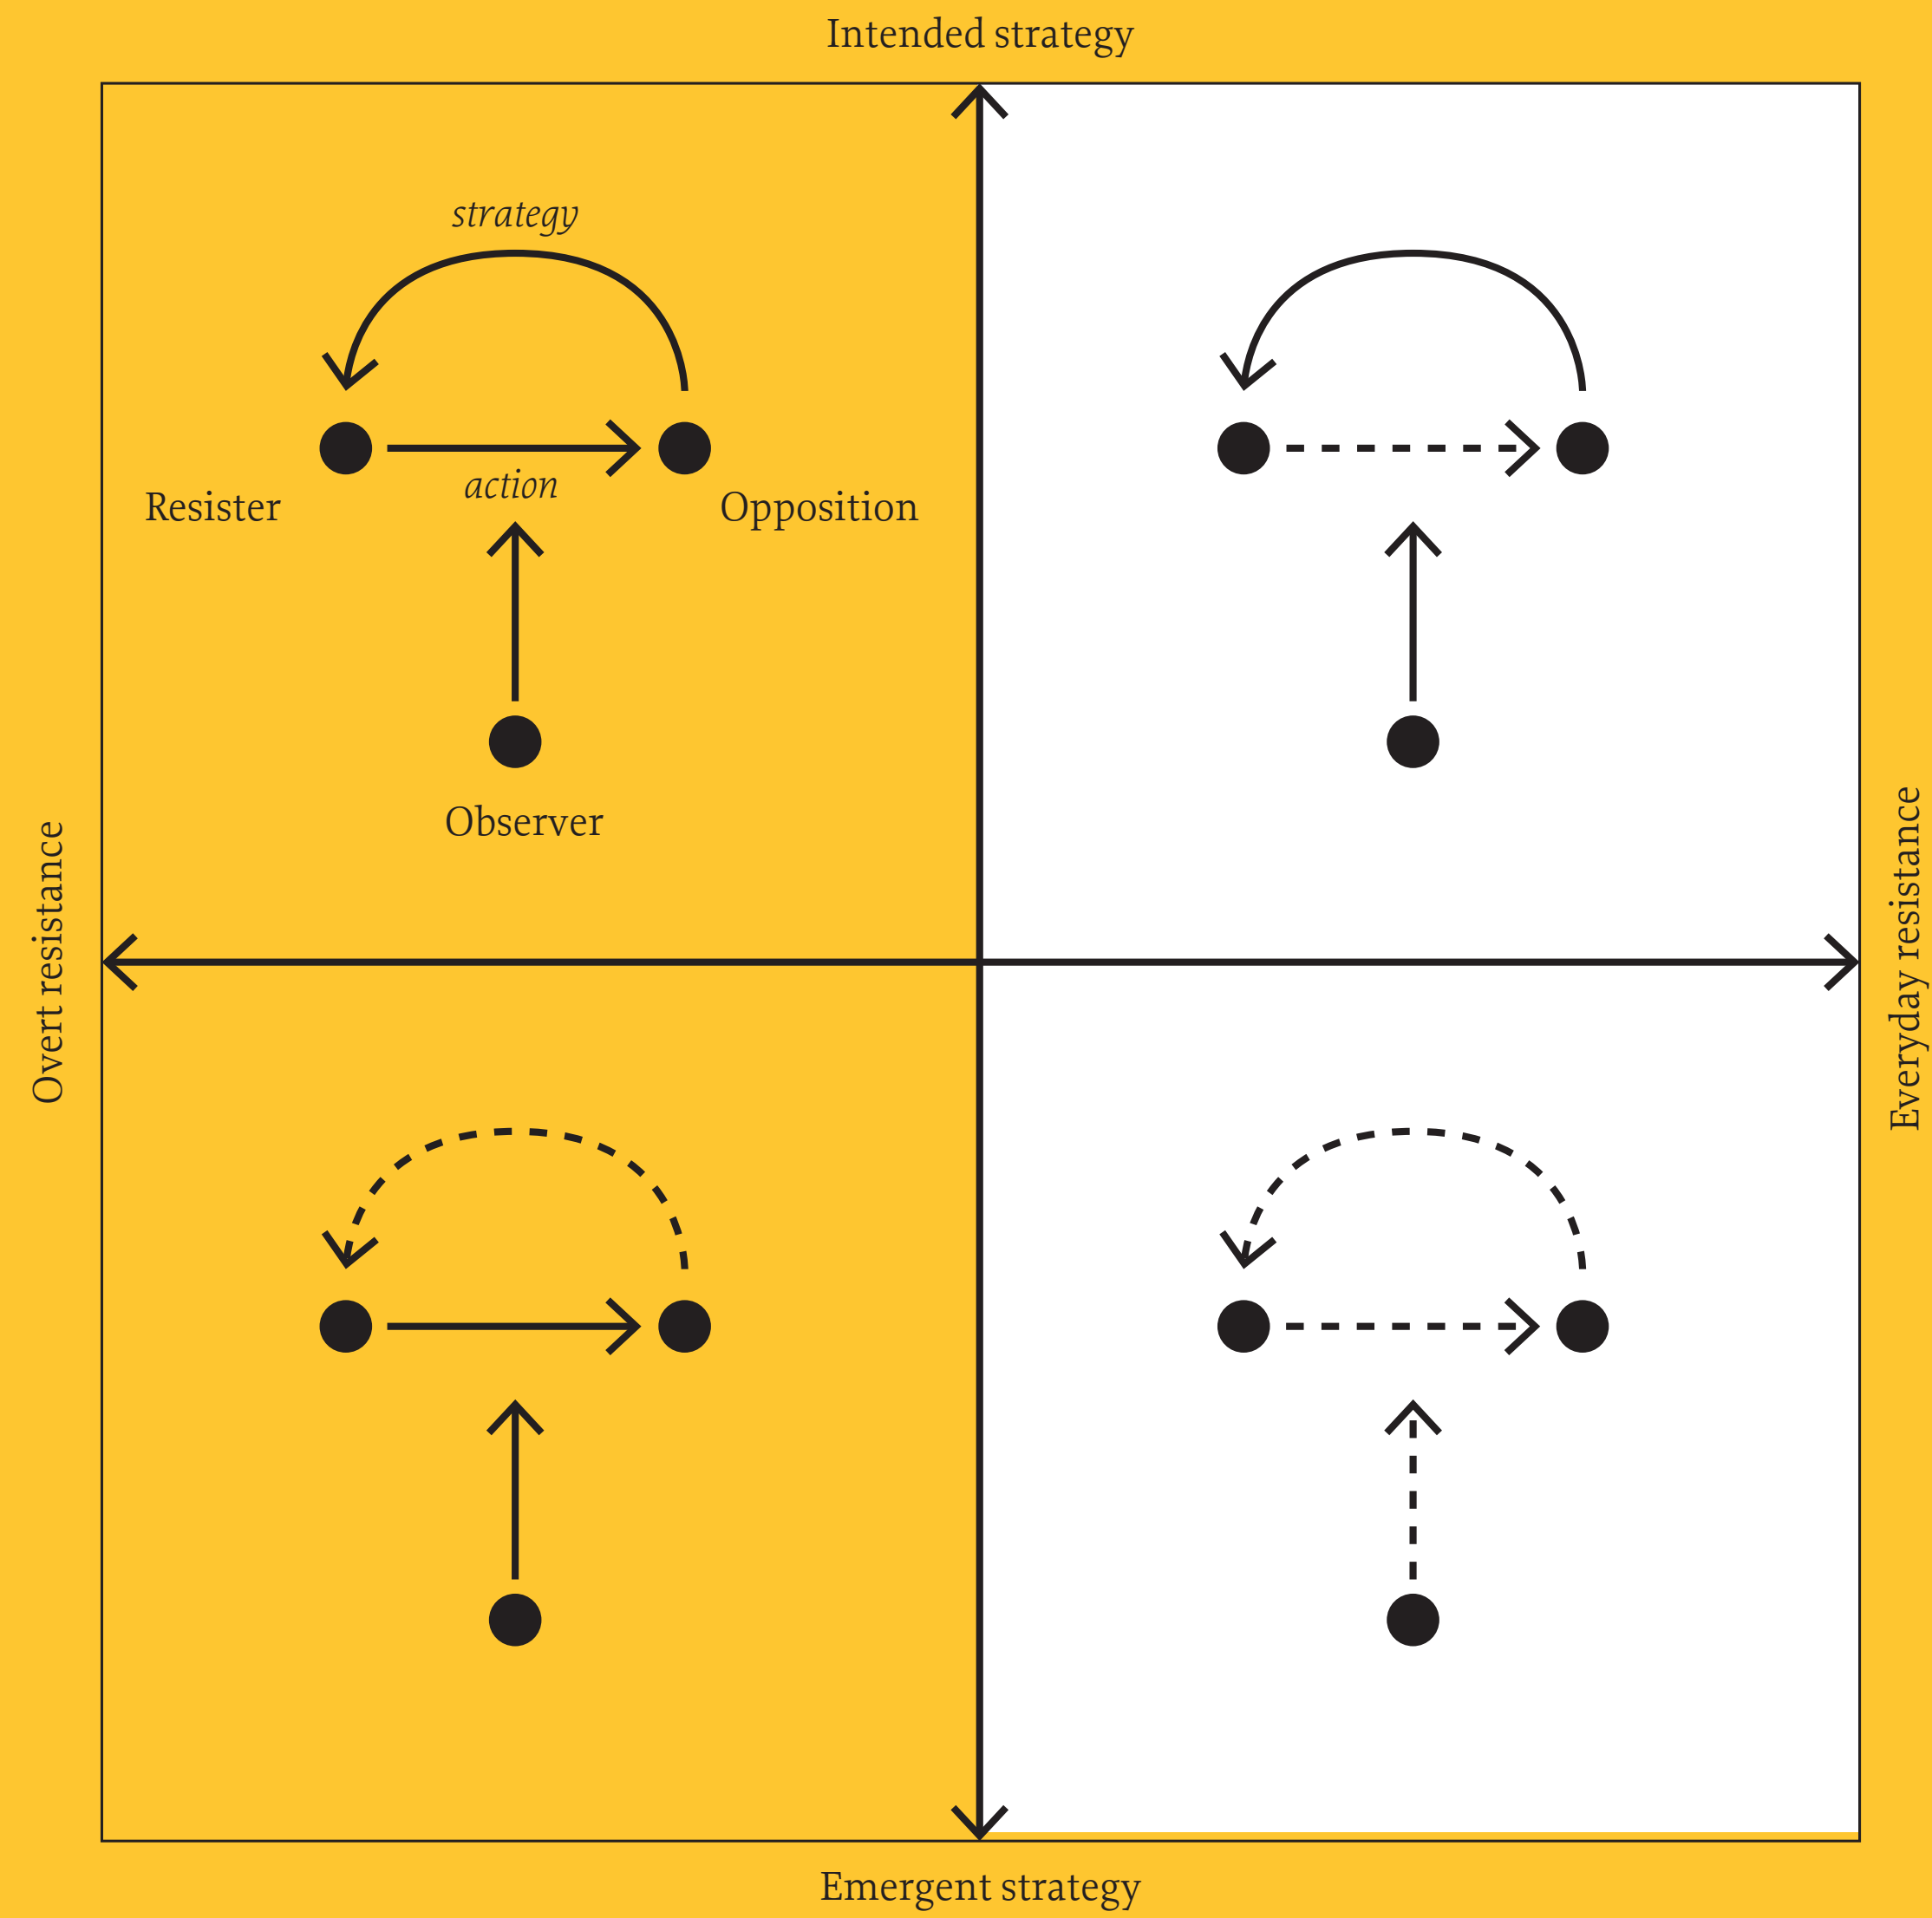 Intended strategy
strategy
action
Resister
Opposition
Observer
Overt resistance
Everyday resistance
Emergent strategy